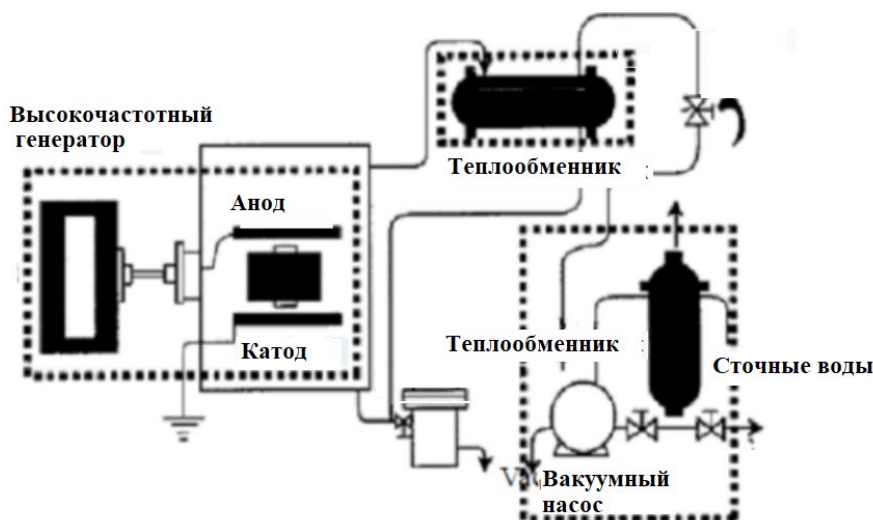 Высокочастотный
генератор
Теплообменник
Анод
Катод
Теплообменник
Сточные воды
Вакуумный
насос